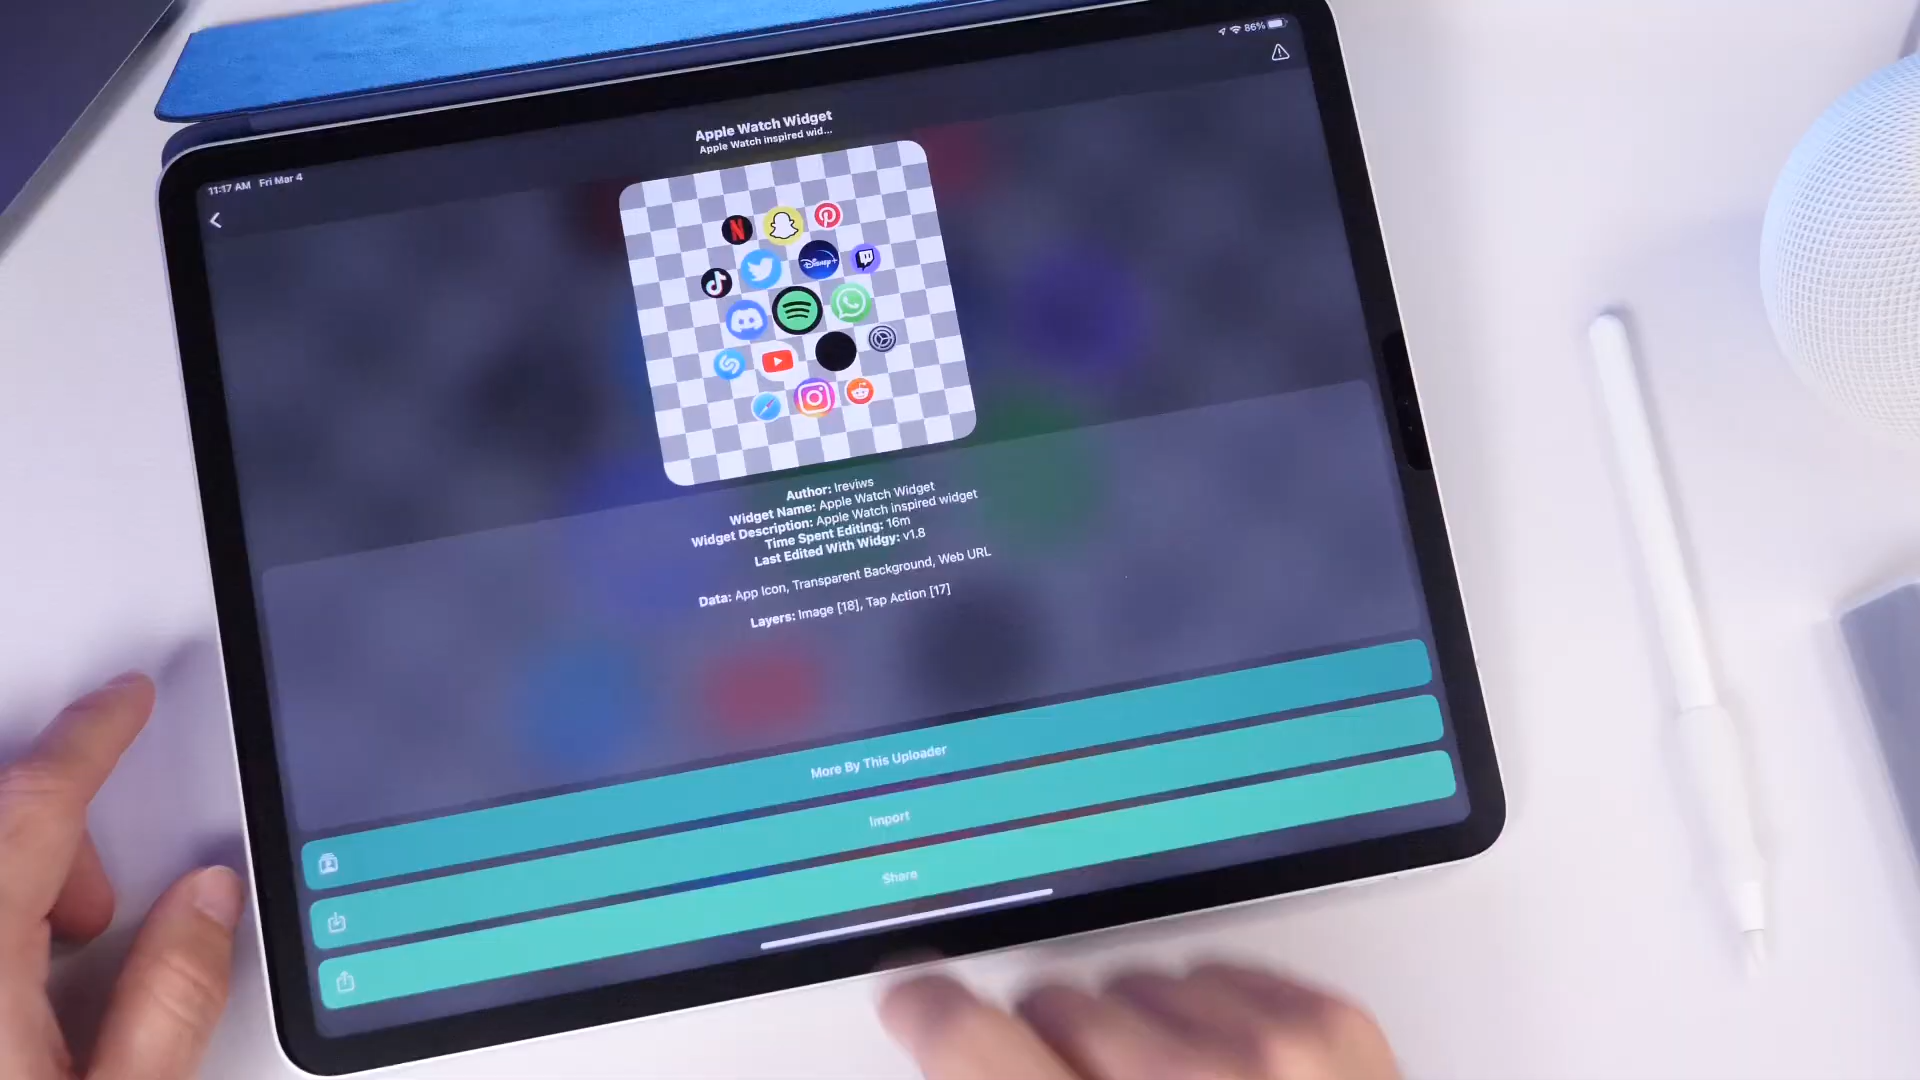 11:17 AM Fri Mar 4
86%
Apple Watch Widget
Apple Watch inspired wid...
N
Disney+
Author: Ireviws
Widget Name: Apple Watch Widget
Widget Description: Apple Watch inspired widget
Time Spent Editing: 16m
Last Edited With Widgy: v1.8
Data: App Icon, Transparent Background, Web URL
Layers: Image [18], Tap Action [17]
More By This Uploader
Import
Share